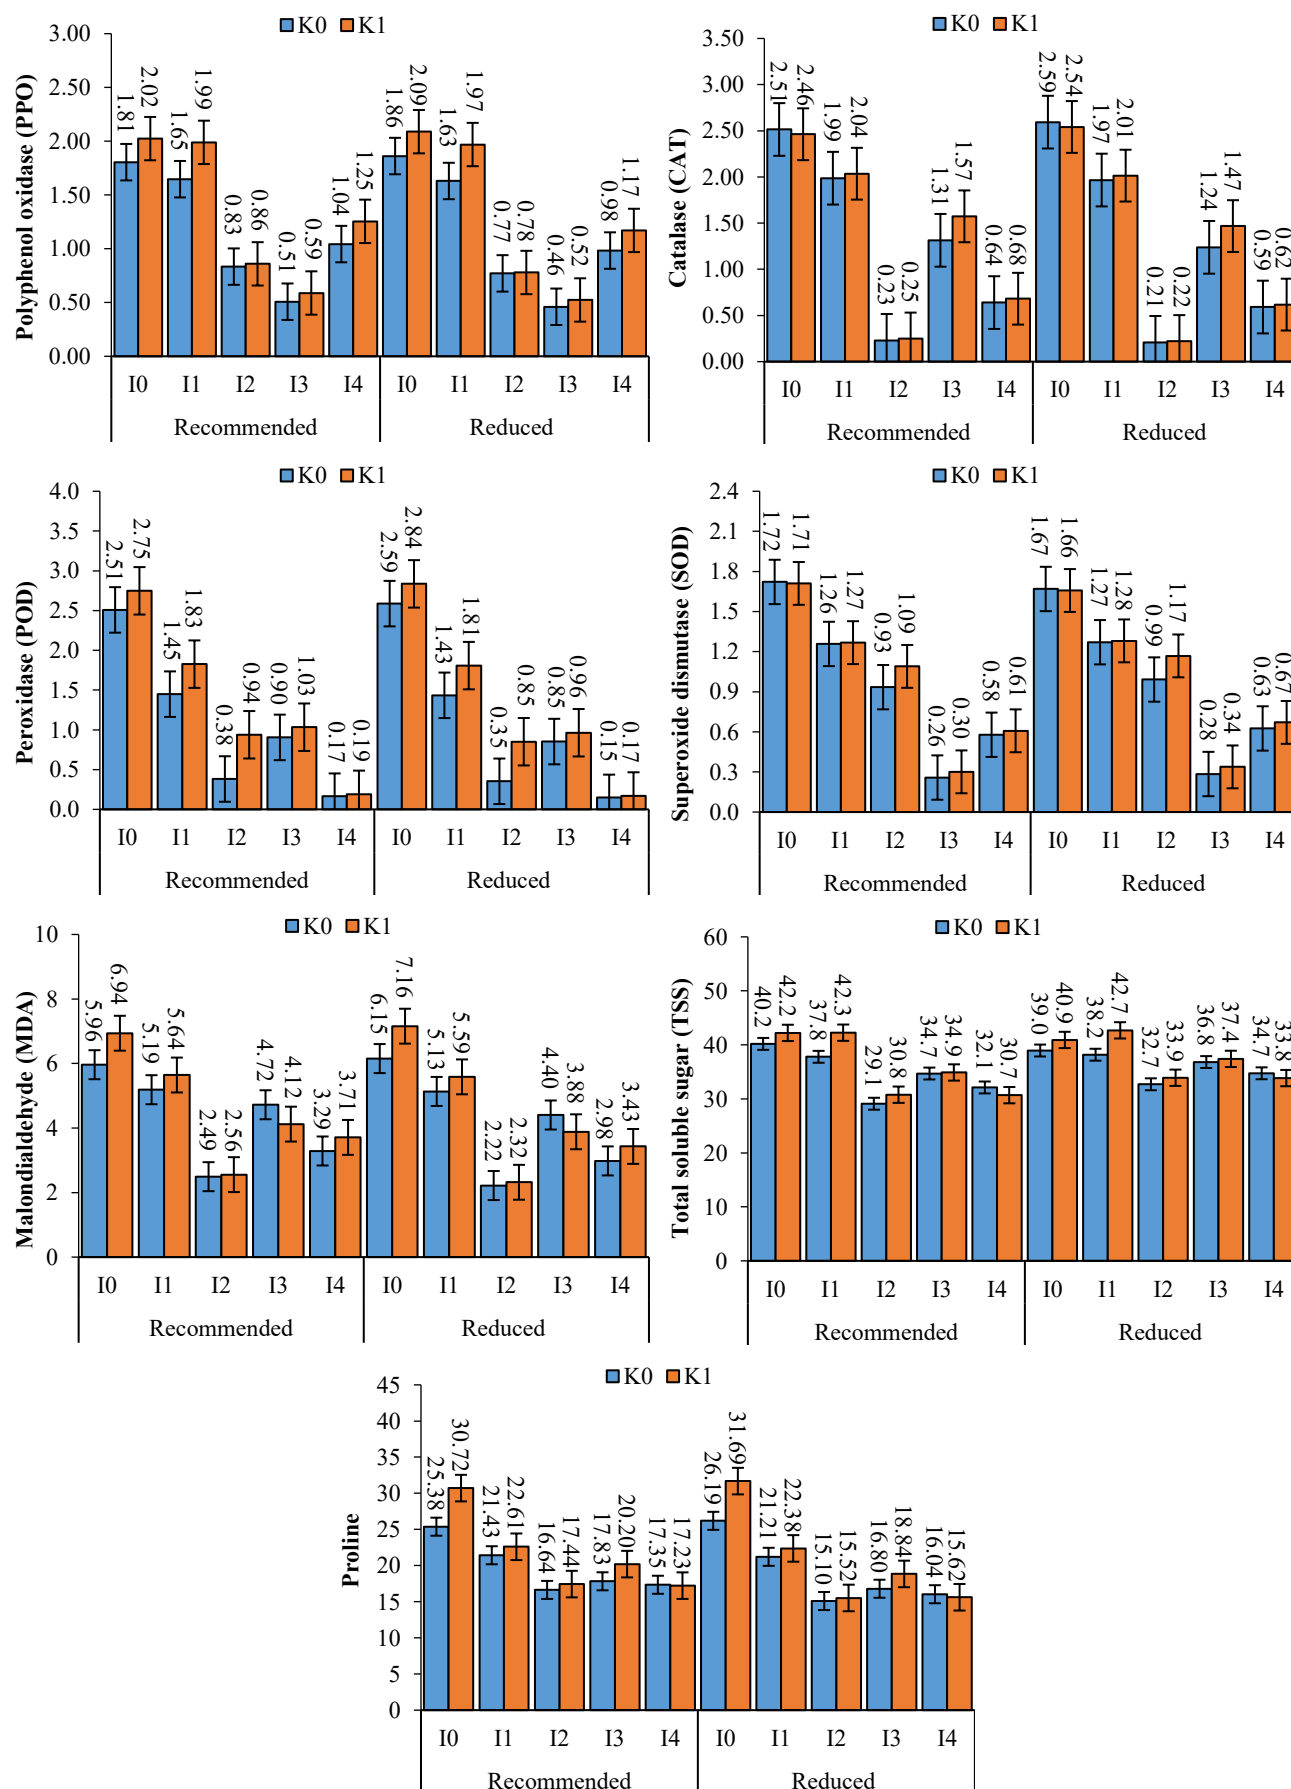 K0 K1
Polyphenol oxidase (PPO)
3.00
2.50
2.00
1.50
1.00
0.50
0.00
1.81 2.02 1.65 1.99 0.83 0.86 0.51 0.59 1.04 1.25 1.86 2.09 1.63 1.97 0.77 0.78 0.46 0.52 0.98 1.17
I0 I1 I2 I3 I4 I0 I1 I2 I3 I4
Recommended Reduced
K0 K1
Catalase (CAT)
3.50
3.00
2.50
2.00
1.50
1.00
0.50
0.00
2.51 2.46 1.99 2.04 0.23 0.25 1.31 1.57 0.64 0.68 2.59 2.54 1.97 2.01 0.21 0.22 1.24 1.47 0.59 0.62
I0 I1 I2 I3 I4 I0 I1 I2 I3 I4
Recommended Reduced
K0 K1
Peroxidase (POD)
4.0
3.5
3.0
2.5
2.0
1.5
1.0
0.5
0.0
2.51 2.75 1.45 1.83 0.38 0.94 0.90 1.03 0.17 0.19 2.59 2.84 1.43 1.81 0.35 0.85 0.85 0.96 0.15 0.17
I0 I1 I2 I3 I4 I0 I1 I2 I3 I4
Recommended Reduced
K0 K1
Superoxide dismutase (SOD)
2.4
2.1
1.8
1.5
1.2
0.9
0.6
0.3
0.0
1.72 1.71 1.26 1.27 0.93 1.09 0.26 0.30 0.58 0.61 1.67 1.66 1.27 1.28 0.99 1.17 0.28 0.34 0.63 0.67
I0 I1 I2 I3 I4 I0 I1 I2 I3 I4
Recommended Reduced
K0 K1
Malondialdehyde (MDA)
10
8
6
4
2
0
5.96 6.94 5.19 5.64 2.49 2.56 4.72 4.12 3.29 3.71 6.15 7.16 5.13 5.59 2.22 2.32 4.40 3.88 2.98 3.43
I0 I1 I2 I3 I4 I0 I1 I2 I3 I4
Recommended Reduced
K0 K1
Total soluble sugar (TSS)
60
50
40
30
20
10
0
40.2 42.2 37.8 42.3 29.1 30.8 34.7 34.9 32.1 30.7 39.0 40.9 38.2 42.7 32.7 33.9 36.8 37.4 34.7 33.8
I0 I1 I2 I3 I4 I0 I1 I2 I3 I4
Recommended Reduced
K0 K1
Proline
45
40
35
30
25
20
15
10
5
0
25.38 30.72 21.43 22.61 16.64 17.44 17.83 20.20 17.35 17.23 26.19 31.69 21.21 22.38 15.10 15.52 16.80 18.84 16.04 15.62
I0 I1 I2 I3 I4 I0 I1 I2 I3 I4
Recommended Reduced